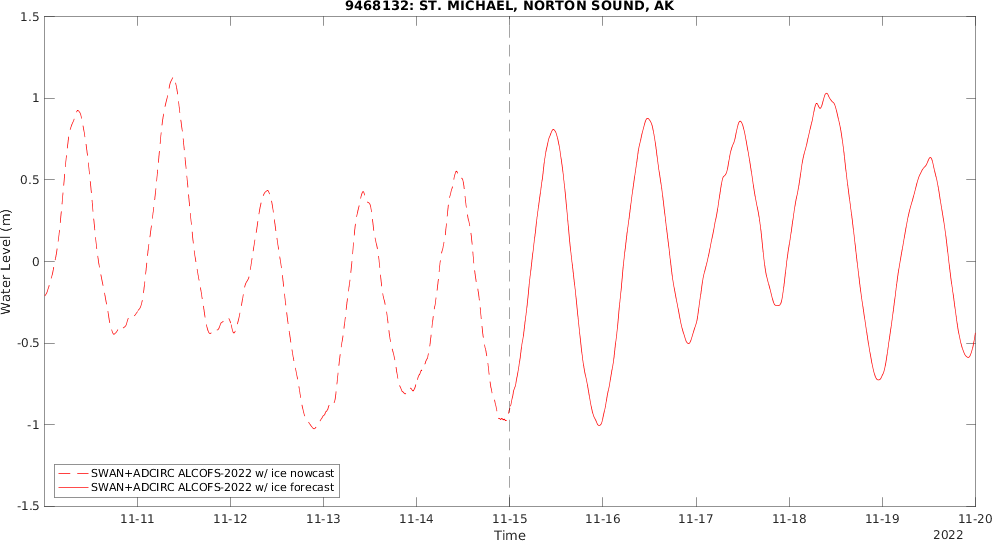 9468132: ST. MICHAEL, NORTON SOUND, AK
1.5
1
0.5
0
-0.5
-1
-1.5
Water Level (m)
SWAN+ADCIRC ALCOFS-2022 w/ ice nowcast
SWAN+ADCIRC ALCOFS-2022 w/ ice forecast
11-11 11-12 11-13 11-14 11-15 11-16 11-17 11-18 11-19 11-20
Time
2022